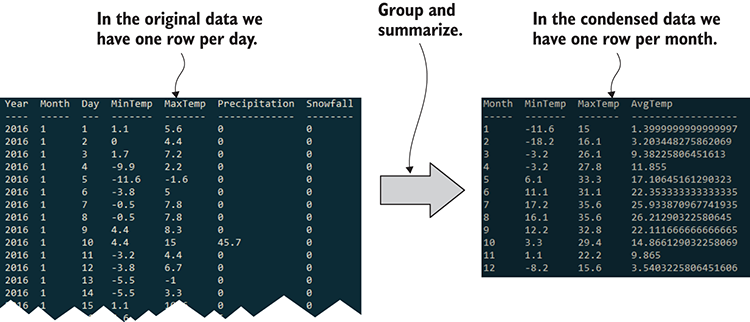 In the original data we
have one row per day.
Group and
summarize.
In the condensed data we
have one row per month.
Year Month Day MinTemp MaxTemp Precipitation Snowfall
---- ----- --- ------- ------- ------------- --------
2016 1 1 1.1 5.6 0 0
2016 1 2 0 4.4 0 0
2016 1 3 1.7 7.2 0 0
2016 1 4 -9.9 2.2 0 0
2016 1 5 -11.6 -1.6 0 0
2016 1 6 -3.8 5 0 0
2016 1 7 -0.5 7.8 0 0
2016 1 8 -0.5 7.8 0 0
2016 1 9 4.4 8.3 0 0
2016 1 10 4.4 15 45.7 0
2016 1 11 -3.2 4.4 0 0
2016 1 12 -3.8 6.7 0 0
2016 1 13 -5.5 -1 0 0
2016 1 14 -5.5 3.3 0 0
2016 1 15 1.1 0 0
Month MinTemp MaxTemp AvgTemp
----- ------- ------- ------------------
1 -11.6 15 1.3999999999999997
2 -18.2 16.1 3.203448275862069
3 -3.2 26.1 9.38225806451613
4 -3.2 27.8 11.855
5 6.1 33.3 17.10645161290323
6 11.1 31.1 22.353333333333335
7 17.2 35.6 25.933870967741935
8 16.1 35.6 26.21290322580645
9 12.2 32.8 22.111666666666665
10 3.3 29.4 14.866129032258069
11 1.1 22.2 9.865
12 -8.2 15.6 3.5403225806451606